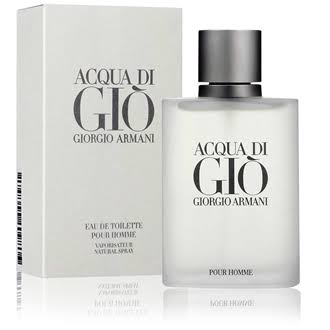 ACQUA DI
GIÒ
GIORGIO ARMANI
EAU DE TOILETTE
POUR HOMME
VAPORISATEUR
NATURAL SPRAY
ACQUA DI
GIÒ
GIORGIO ARMANI
POUR HOMME